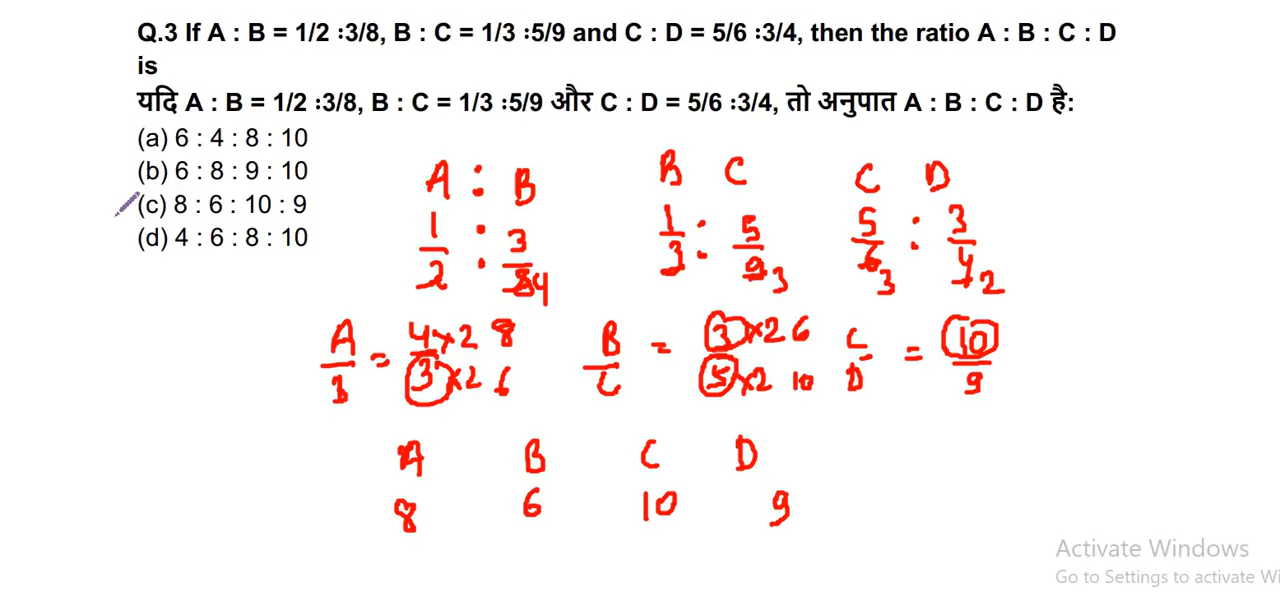 Q.3 If A : B = 1/2 :3/8, B : C = 1/3 :5/9 and C : D = 5/6 :3/4, then the ratio A : B : C : D
is
यदि A : B = 1/2 :3/8, B : C = 1/3 :5/9 और C : D = 5/6 :3/4, तो अनुपात A : B : C : D है:
(a) 6 : 4 : 8 : 10
(b) 6 : 8 : 9 : 10
(c) 8 : 6 : 10 : 9
(d) 4 : 6 : 8 : 10
A : B B C C D
1 : 3 1 : 5 5 : 3
2 : 8 4 3 : 9 3 6 3 4 2
A = 4 × 2 8 B = 3 × 2 6 C = 10
B 3 × 2 6 C 5 × 2 10 D 9
A B C D
8 6 10 9
Activate Windows
Go to Settings to activate Wi